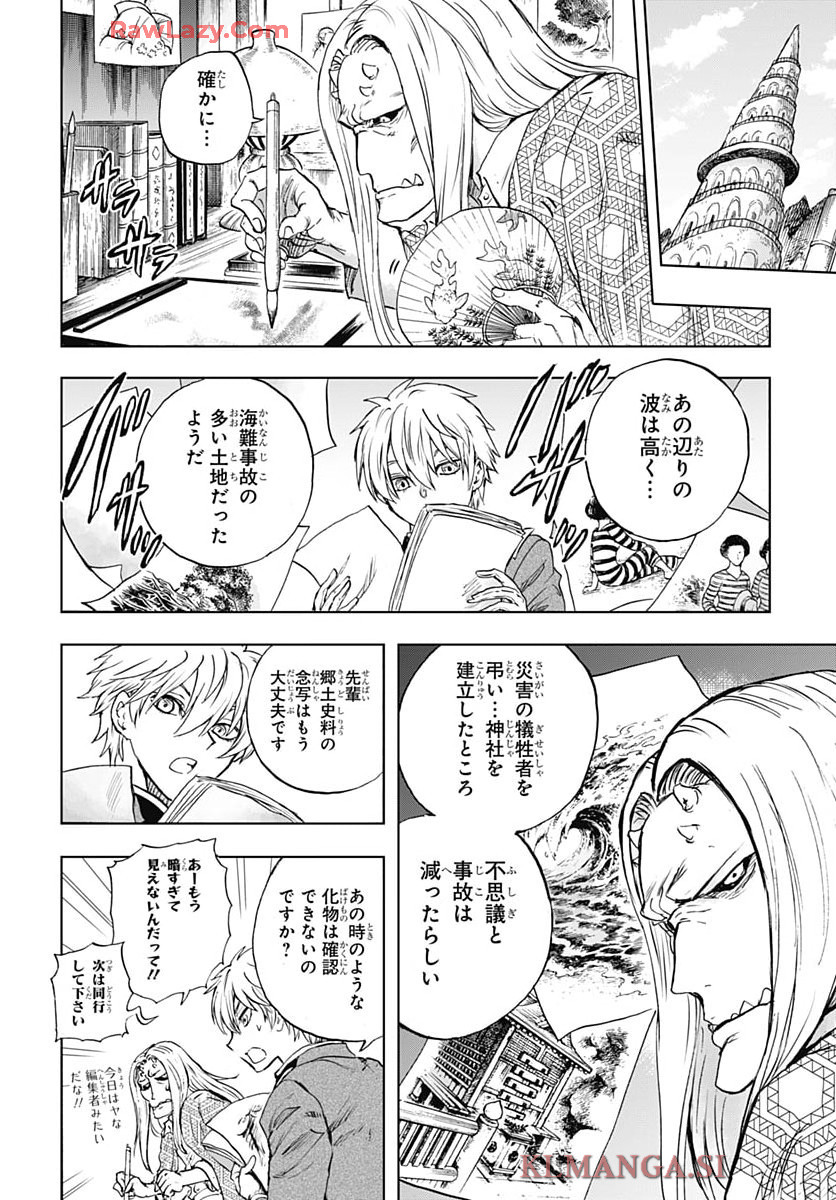 RawLazy.Com
確かに…
ガラ
ガラ
あの辺りの
波は高く…
海難事故の
多い土地だった
ようだ
災害の犠牲者を
弔い…神社を
建立したところ
不思議と
事故は
減ったらしい
先輩
郷土史料の
念写はもう
大丈夫です
あの時のような
化物は確認
できないの
ですか？
あーもう
暗すぎて
見えないんだって!!
次は同行
して下さい
今日はヤな
編集者みたい
だな!!
KLMANGA.SI